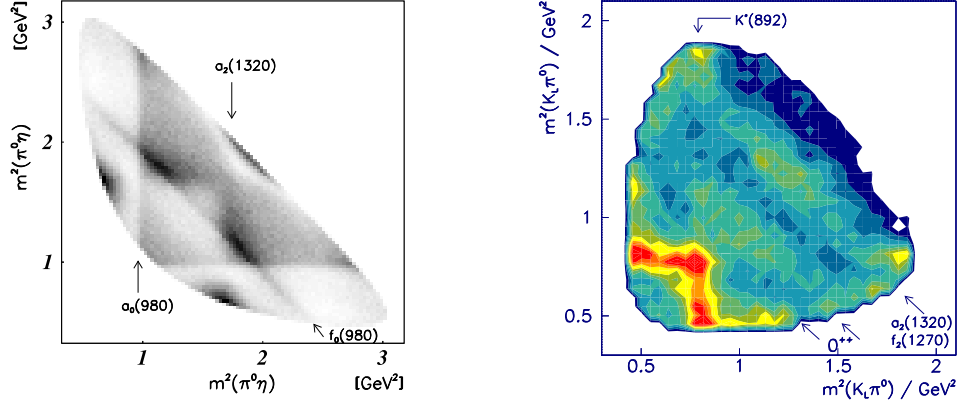 [GeV²]
3
2
1
m²(π⁰η)
a₂(1320)
a₀(980)
f₀(980)
1
2
3
m²(π⁰η)
[GeV²]
m²(K_Lπ⁰) / GeV²
2
1.5
1
0.5
K*(892)
a₂(1320)
f₂(1270)
0⁺⁺
0.5
1
1.5
2
m²(K_Lπ⁰) / GeV²